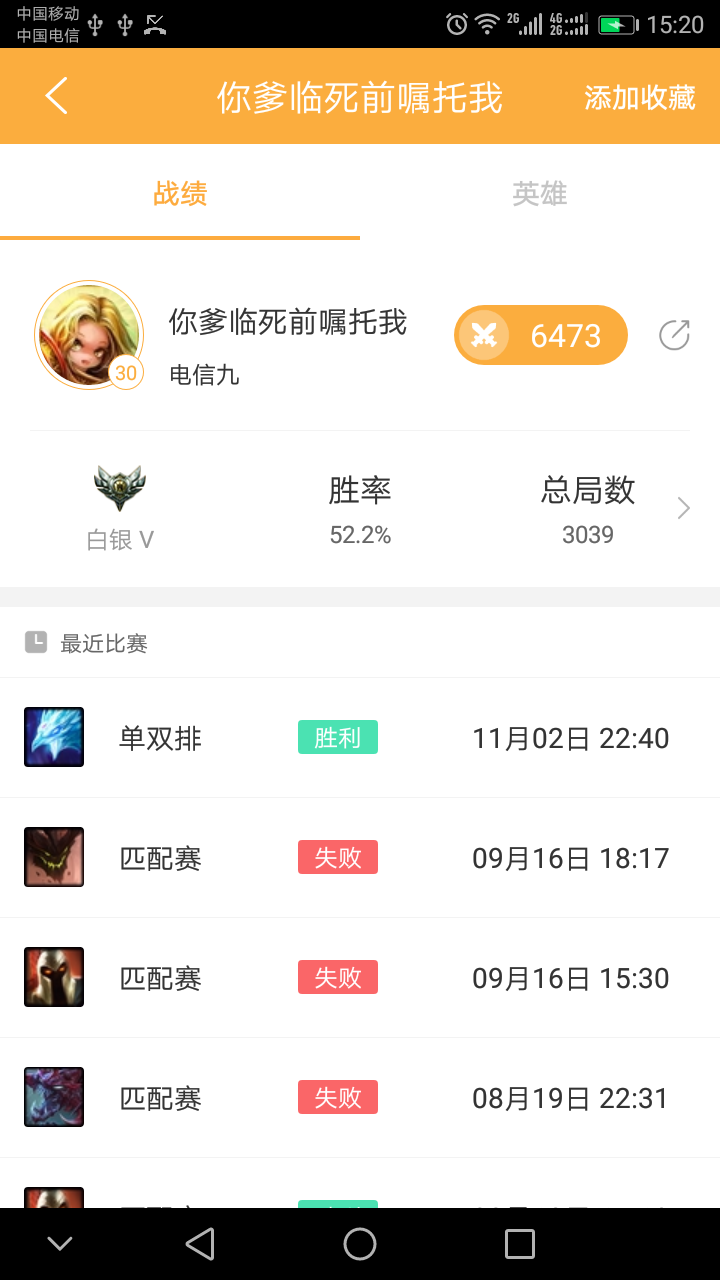 中国移动
中国电信
2G 4G 2G 15:20
你爹临死前嘱托我 添加收藏
战绩 英雄
你爹临死前嘱托我
30
电信九
6473
胜率 总局数
白银 V 52.2% 3039
最近比赛
单双排 胜利 11月02日 22:40
匹配赛 失败 09月16日 18:17
匹配赛 失败 09月16日 15:30
匹配赛 失败 08月19日 22:31